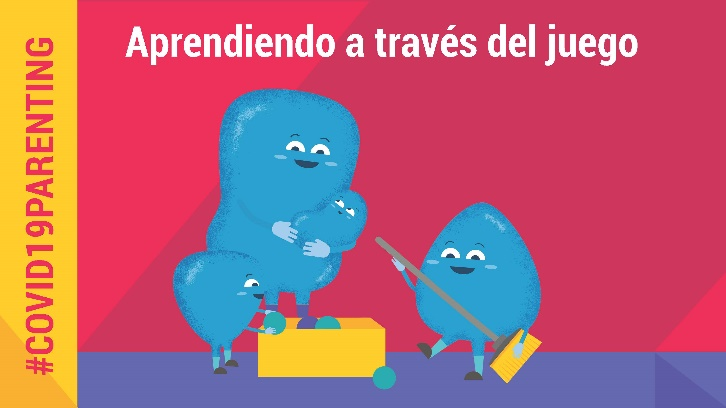 Aprendiendo a través del juego
#COVID19PARENTING